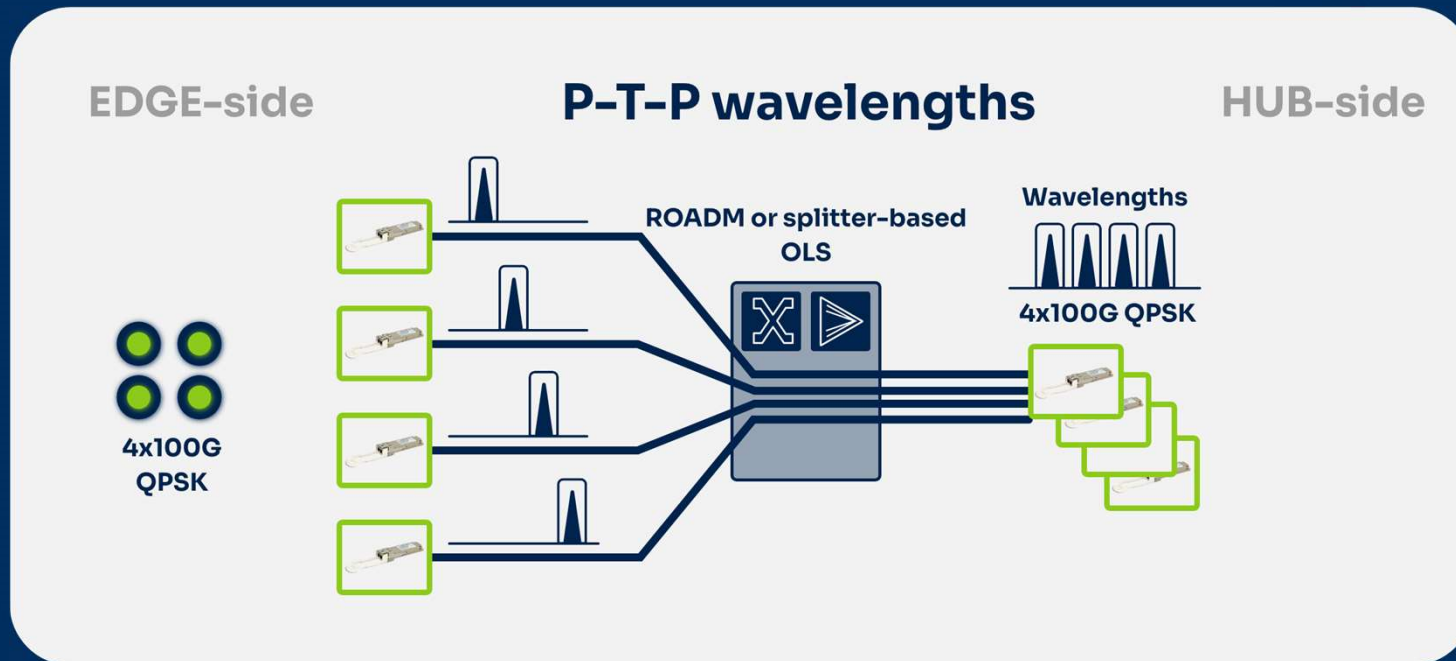 EDGE-side
P-T-P wavelengths
HUB-side
ROADM or splitter-based
OLS
Wavelengths
4x100G QPSK
4x100G
QPSK